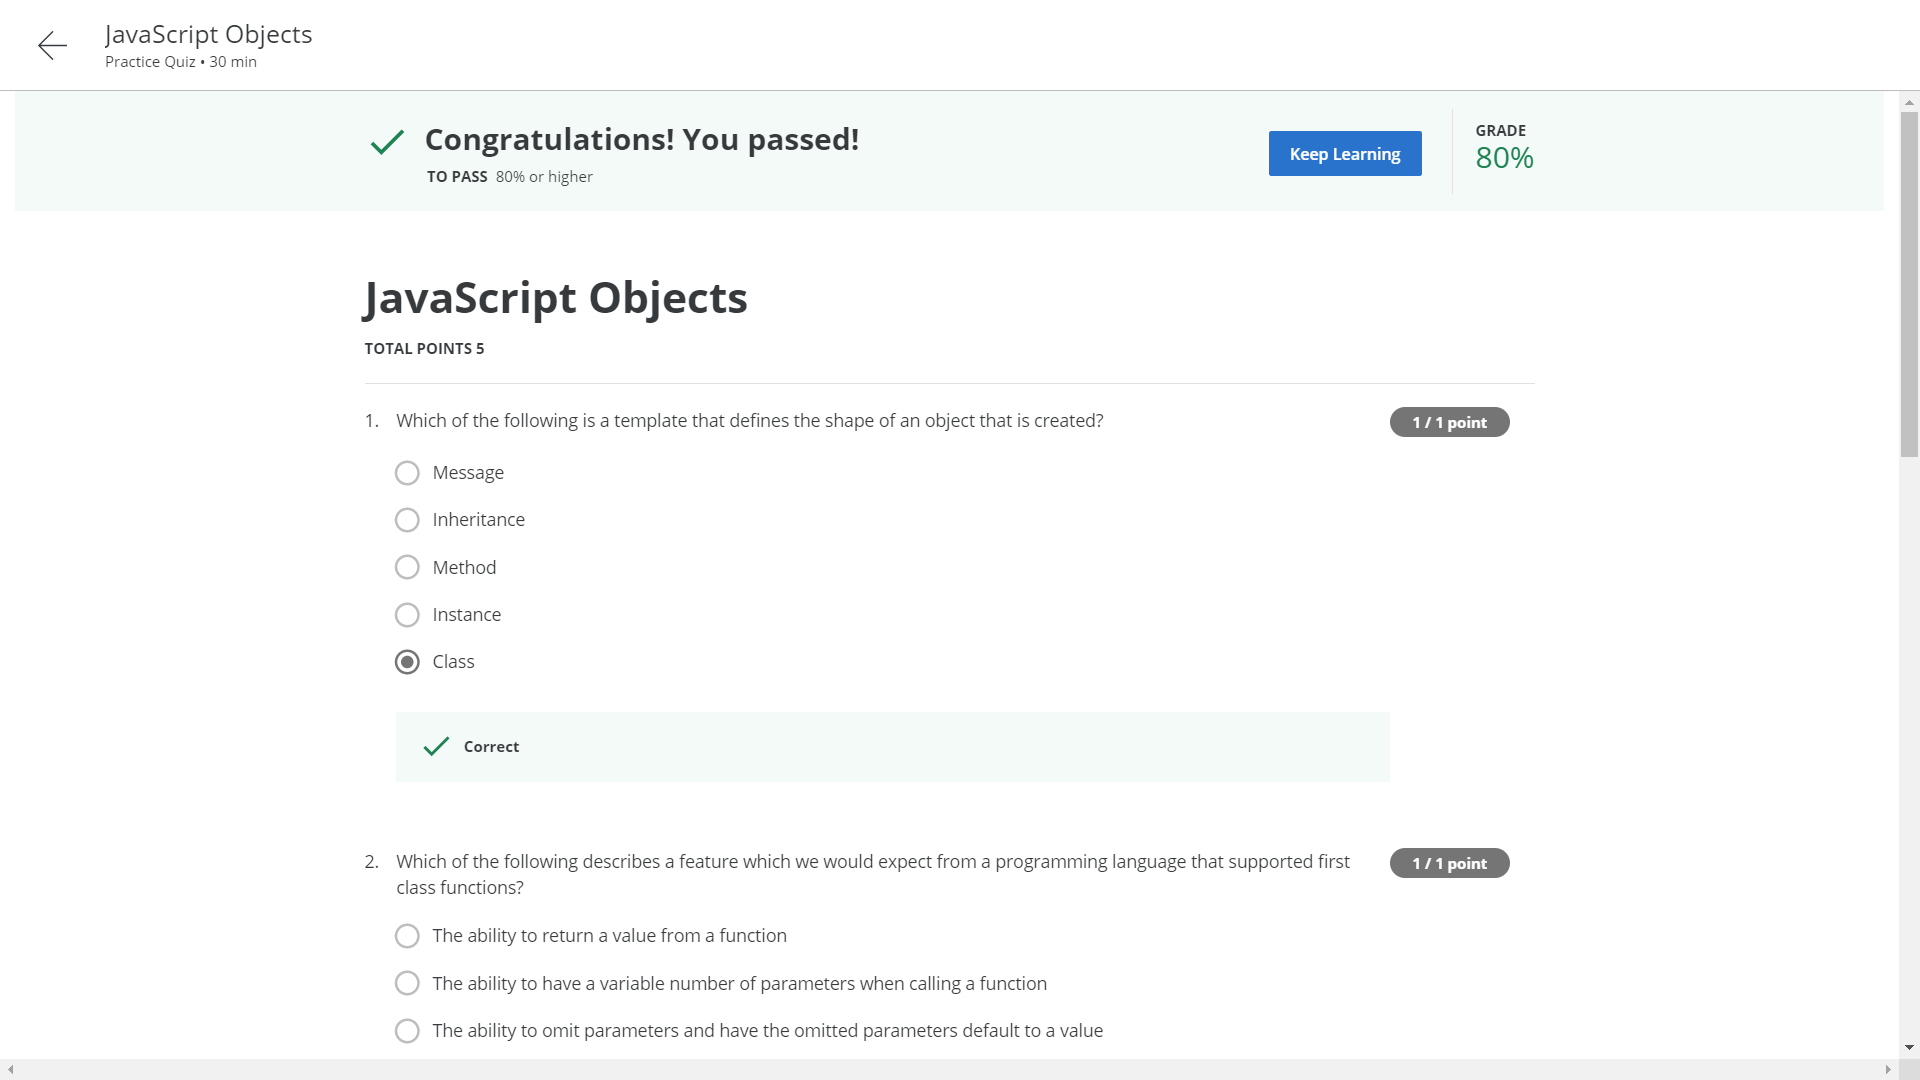 JavaScript Objects
Practice Quiz • 30 min
Congratulations! You passed!
TO PASS 80% or higher
Keep Learning
GRADE
80%
JavaScript Objects
TOTAL POINTS 5
1. Which of the following is a template that defines the shape of an object that is created?
1 / 1 point
Message
Inheritance
Method
Instance
Class
Correct
2. Which of the following describes a feature which we would expect from a programming language that supported first
class functions?
1 / 1 point
The ability to return a value from a function
The ability to have a variable number of parameters when calling a function
The ability to omit parameters and have the omitted parameters default to a value